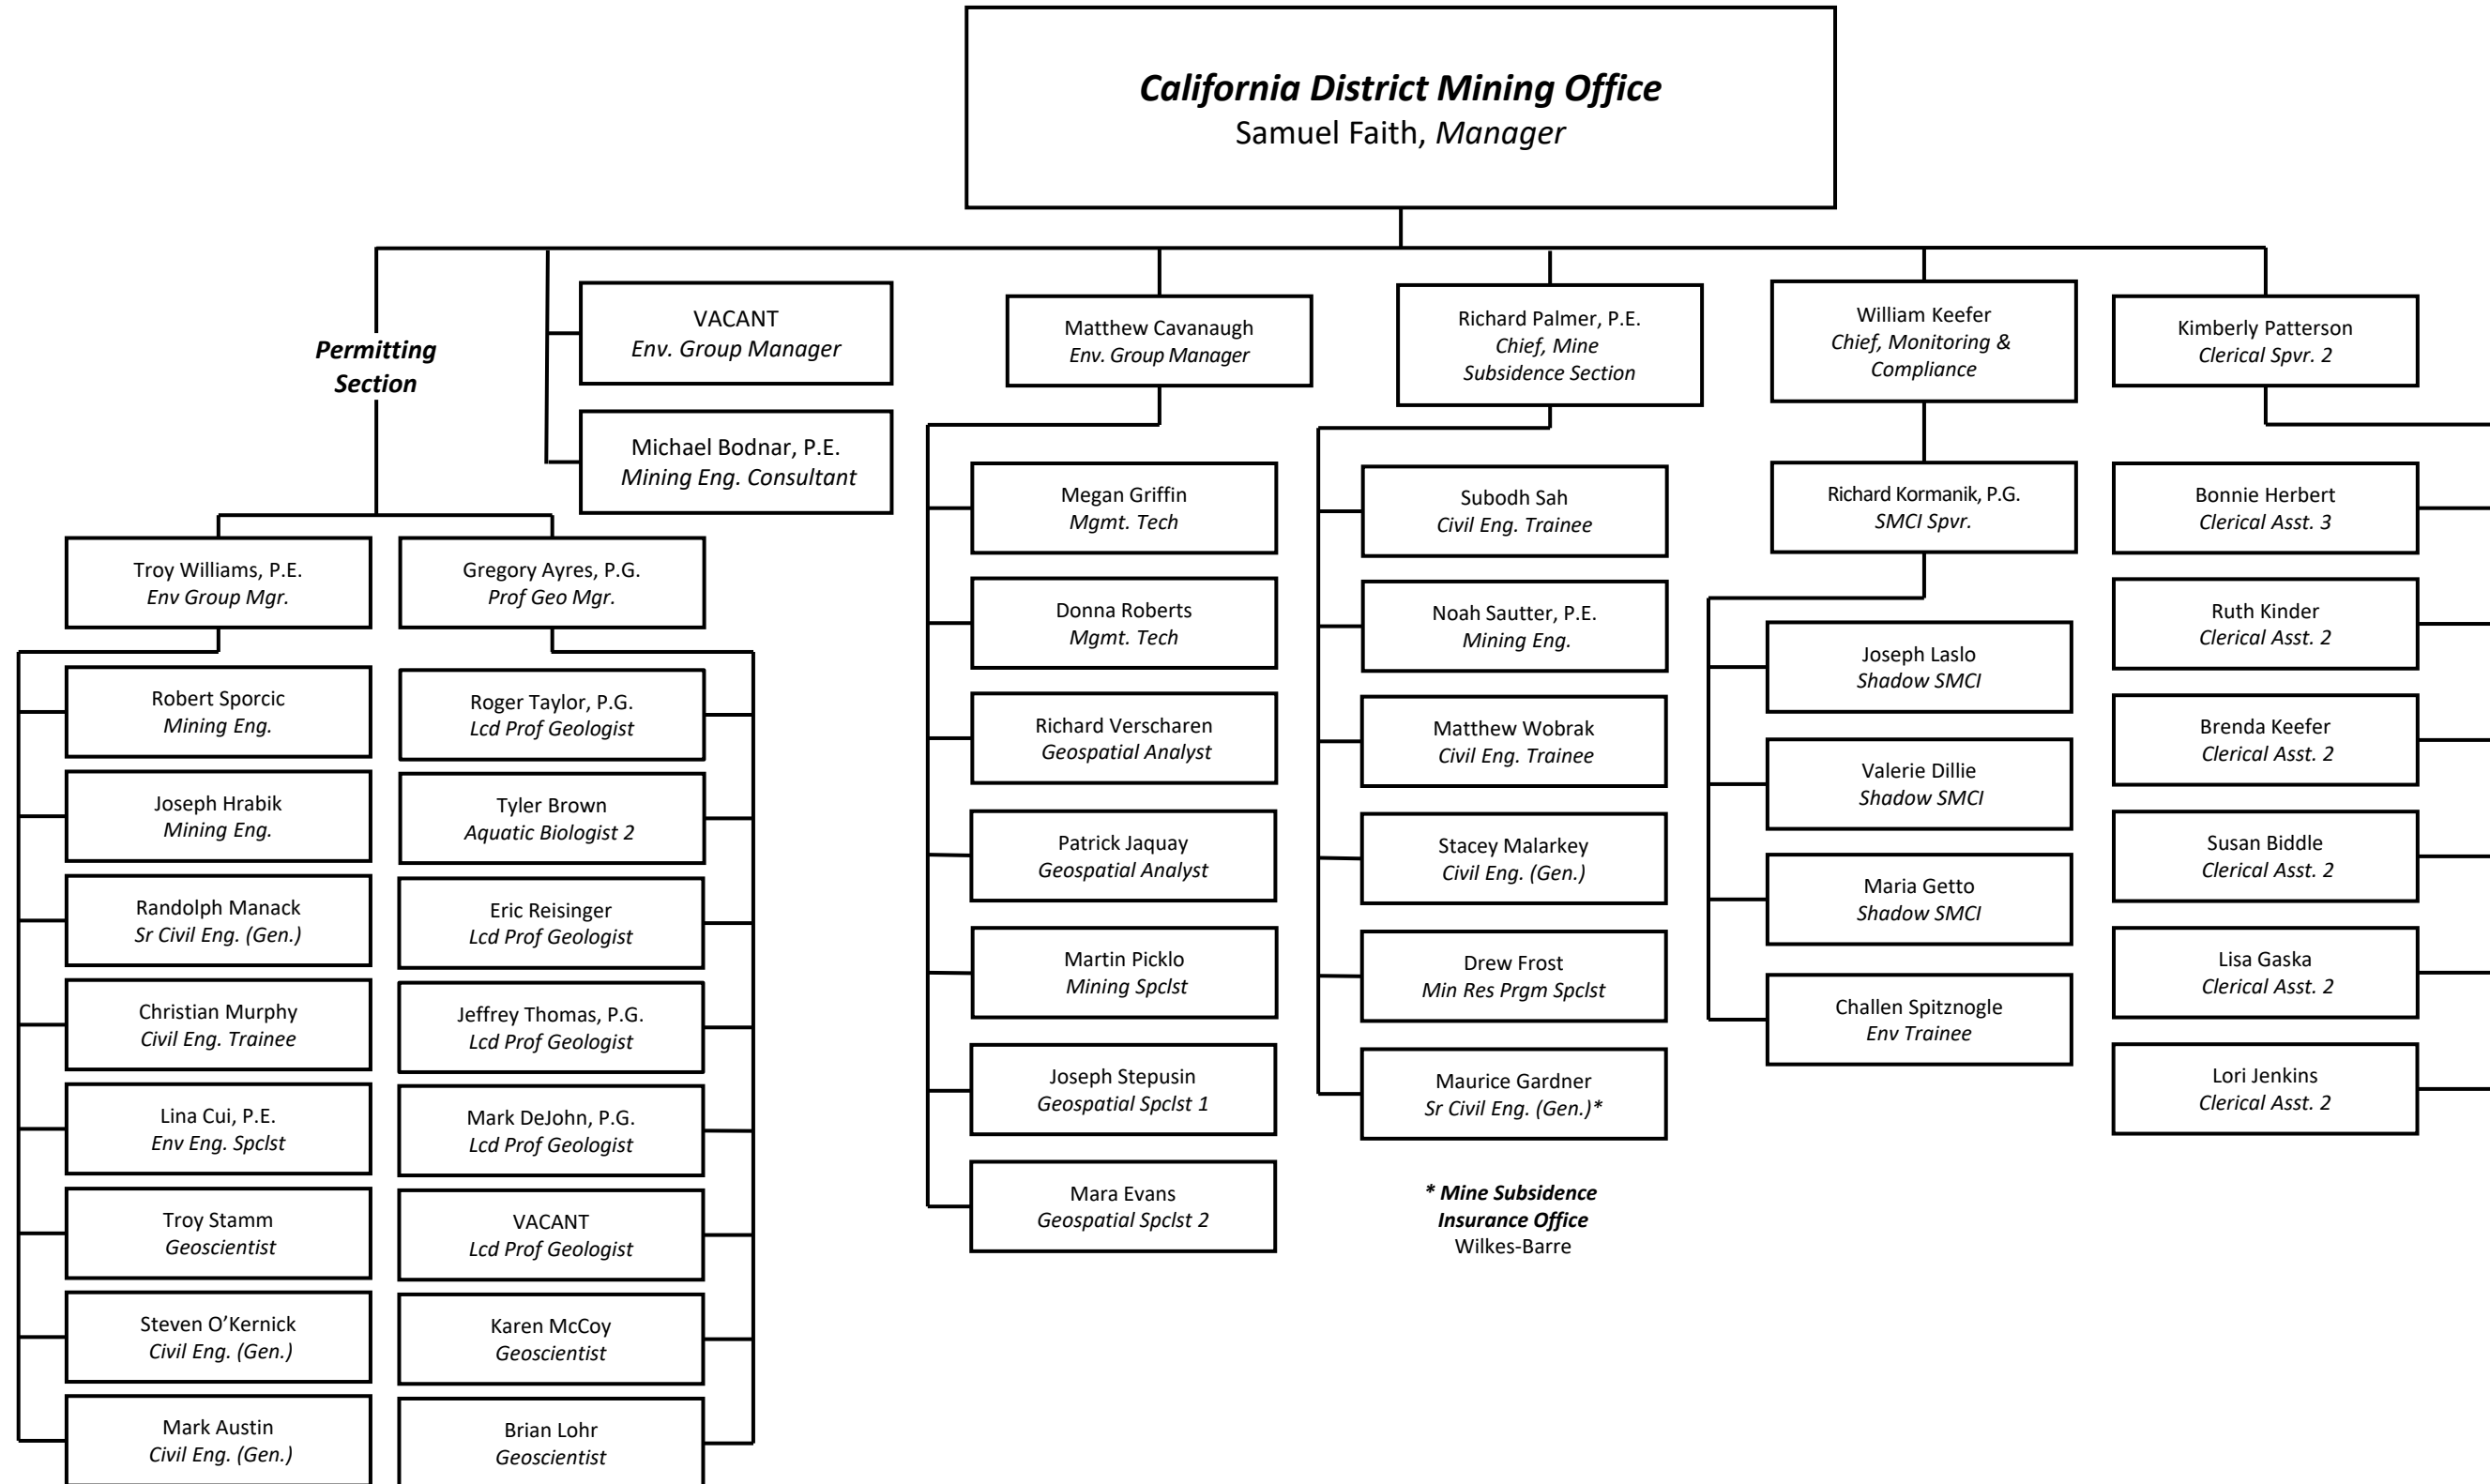 California District Mining Office
Samuel Faith, Manager
Permitting
Section
VACANT
Env. Group Manager
Michael Bodnar, P.E.
Mining Eng. Consultant
Troy Williams, P.E.
Env Group Mgr.
Robert Sporcic
Mining Eng.
Joseph Hrabik
Mining Eng.
Randolph Manack
Sr Civil Eng. (Gen.)
Christian Murphy
Civil Eng. Trainee
Lina Cui, P.E.
Env Eng. Spclst
Troy Stamm
Geoscientist
Steven O’Kernick
Civil Eng. (Gen.)
Mark Austin
Civil Eng. (Gen.)
Gregory Ayres, P.G.
Prof Geo Mgr.
Roger Taylor, P.G.
Lcd Prof Geologist
Tyler Brown
Aquatic Biologist 2
Eric Reisinger
Lcd Prof Geologist
Jeffrey Thomas, P.G.
Lcd Prof Geologist
Mark DeJohn, P.G.
Lcd Prof Geologist
VACANT
Lcd Prof Geologist
Karen McCoy
Geoscientist
Brian Lohr
Geoscientist
Matthew Cavanaugh
Env. Group Manager
Megan Griffin
Mgmt. Tech
Donna Roberts
Mgmt. Tech
Richard Verscharen
Geospatial Analyst
Patrick Jaquay
Geospatial Analyst
Martin Picklo
Mining Spclst
Joseph Stepusin
Geospatial Spclst 1
Mara Evans
Geospatial Spclst 2
Richard Palmer, P.E.
Chief, Mine
Subsidence Section
Subodh Sah
Civil Eng. Trainee
Noah Sautter, P.E.
Mining Eng.
Matthew Wobrak
Civil Eng. Trainee
Stacey Malarkey
Civil Eng. (Gen.)
Drew Frost
Min Res Prgm Spclst
Maurice Gardner
Sr Civil Eng. (Gen.)*
* Mine Subsidence
Insurance Office
Wilkes-Barre
William Keefer
Chief, Monitoring &
Compliance
Richard Kormanik, P.G.
SMCI Spvr.
Joseph Laslo
Shadow SMCI
Valerie Dillie
Shadow SMCI
Maria Getto
Shadow SMCI
Challen Spitznogle
Env Trainee
Kimberly Patterson
Clerical Spvr. 2
Bonnie Herbert
Clerical Asst. 3
Ruth Kinder
Clerical Asst. 2
Brenda Keefer
Clerical Asst. 2
Susan Biddle
Clerical Asst. 2
Lisa Gaska
Clerical Asst. 2
Lori Jenkins
Clerical Asst. 2